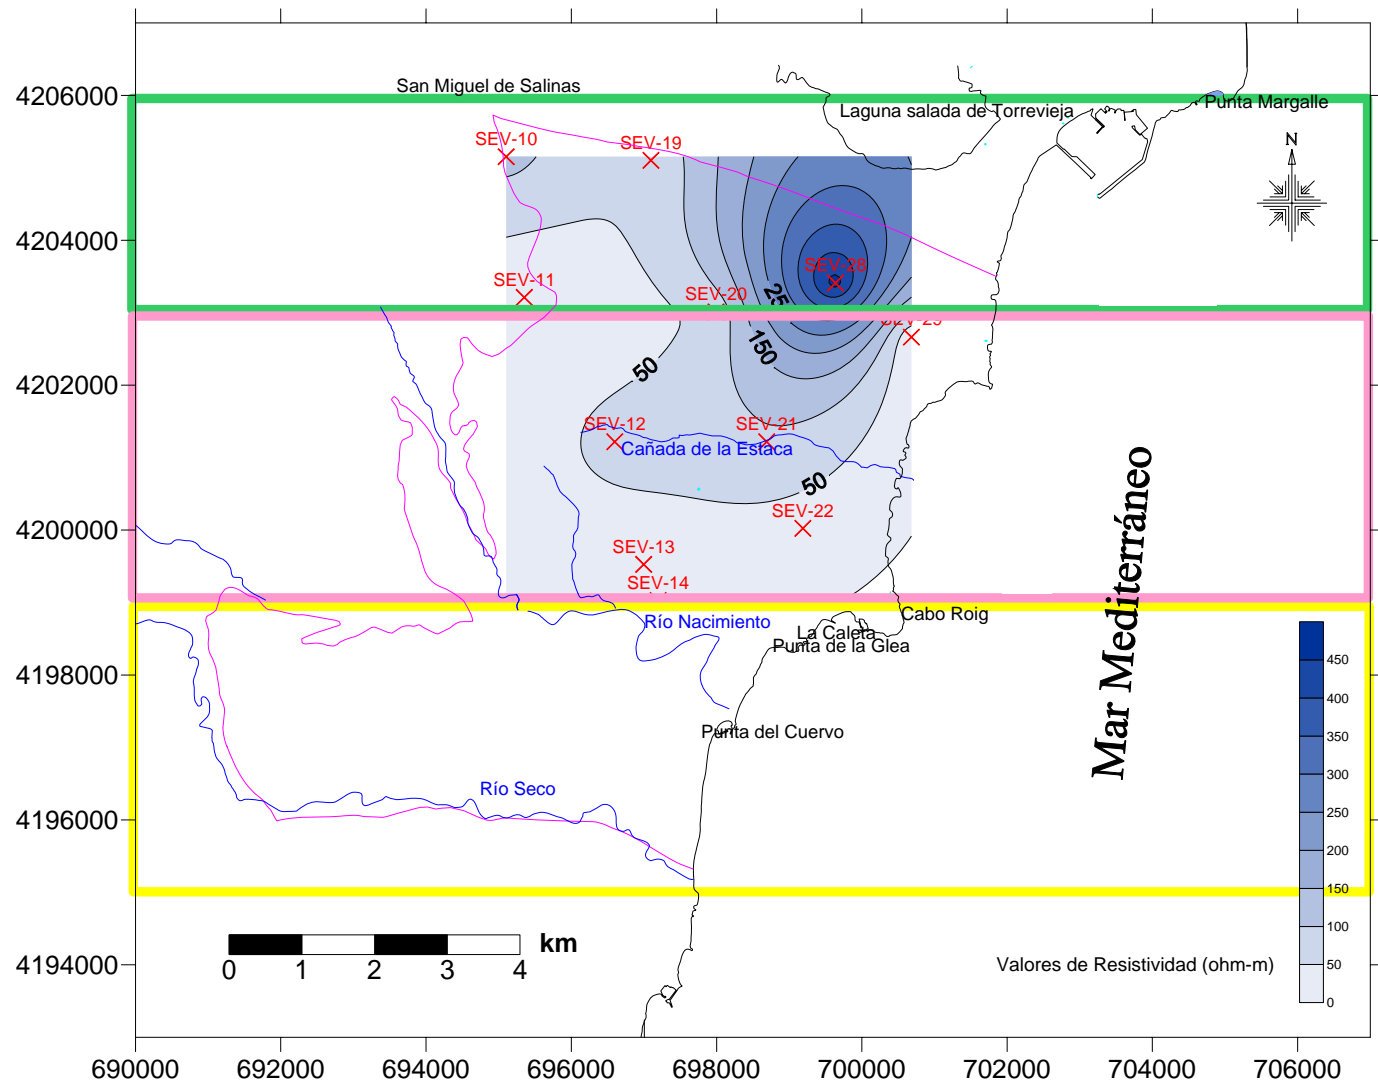 4206000
4204000
4202000
4200000
4198000
4196000
4194000
San Miguel de Salinas
Laguna salada de Torrevieja
Punta Margalle
N
SEV-10
SEV-19
SEV-28
SEV-11
SEV-20
25
150
50
SEV-12
SEV-21
Cañada de la Estaca
50
SEV-22
SEV-13
SEV-14
Río Nacimiento
Cabo Roig
La Caleta
Punta de la Glea
Punta del Cuervo
Río Seco
Mar Mediterráneo
450
400
350
300
250
200
150
100
50
0
Valores de Resistividad (ohm-m)
km
0 1 2 3 4
690000 692000 694000 696000 698000 700000 702000 704000 706000